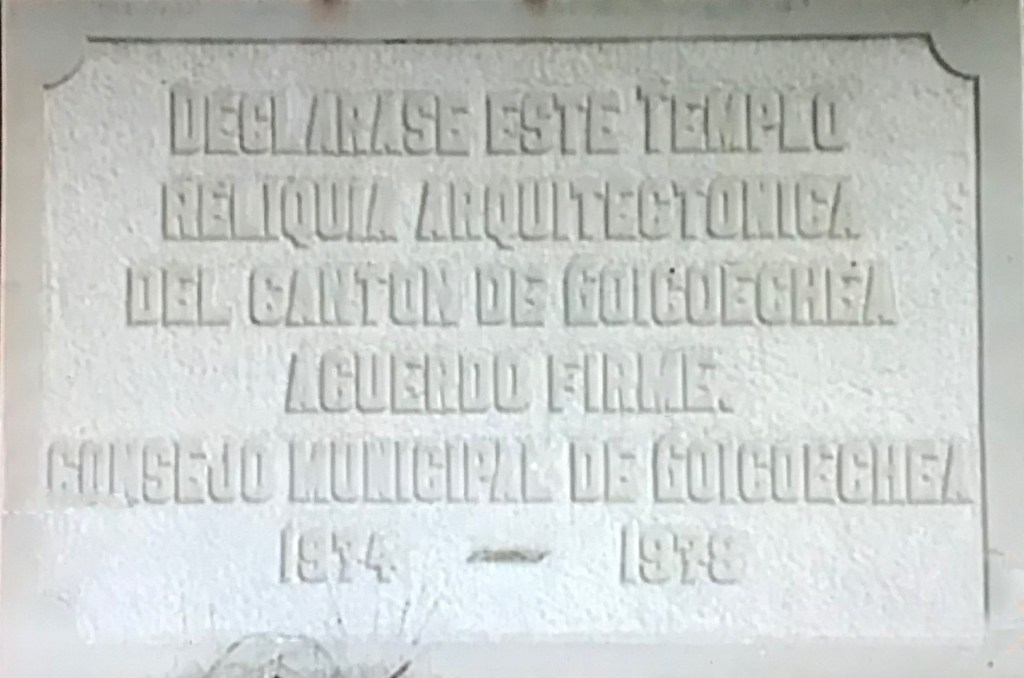 DECLARASE ESTE TEMPLO
RELIQUIA ARQUITECTONICA
DEL CANTON DE GOICOECHEA
ACUERDO FIRME.
CONSEJO MUNICIPAL DE GOICOECHEA
1974 — 1978